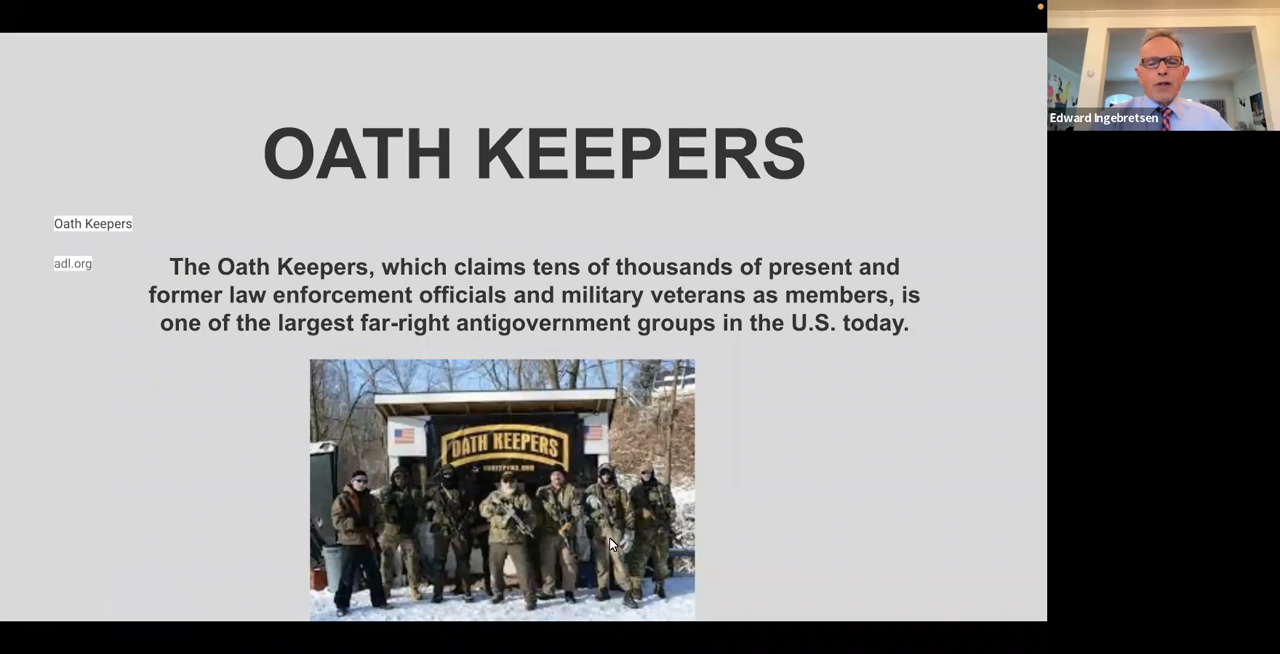 OATH KEEPERS
Oath Keepers
adl.org
The Oath Keepers, which claims tens of thousands of present and
former law enforcement officials and military veterans as members, is
one of the largest far-right antigovernment groups in the U.S. today.
OATH KEEPERS
Edward Ingebretsen